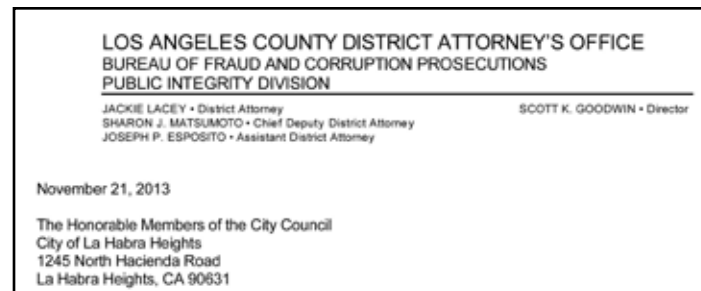 LOS ANGELES COUNTY DISTRICT ATTORNEY'S OFFICE
BUREAU OF FRAUD AND CORRUPTION PROSECUTIONS
PUBLIC INTEGRITY DIVISION
JACKIE LACEY • District Attorney
SHARON J. MATSUMOTO • Chief Deputy District Attorney
JOSEPH P. ESPOSITO • Assistant District Attorney
SCOTT K. GOODWIN • Director
November 21, 2013
The Honorable Members of the City Council
City of La Habra Heights
1245 North Hacienda Road
La Habra Heights, CA 90631